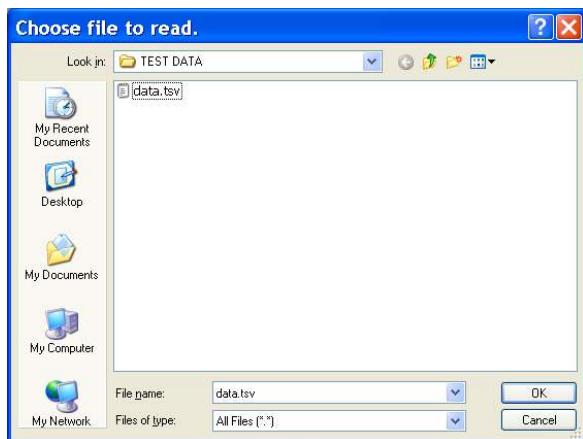 Choose file to read.
Look in: TEST DATA
data.tsv
My Recent
Documents
Desktop
My Documents
My Computer
My Network
File name: data.tsv OK
Files of type: All Files (*.*) Cancel